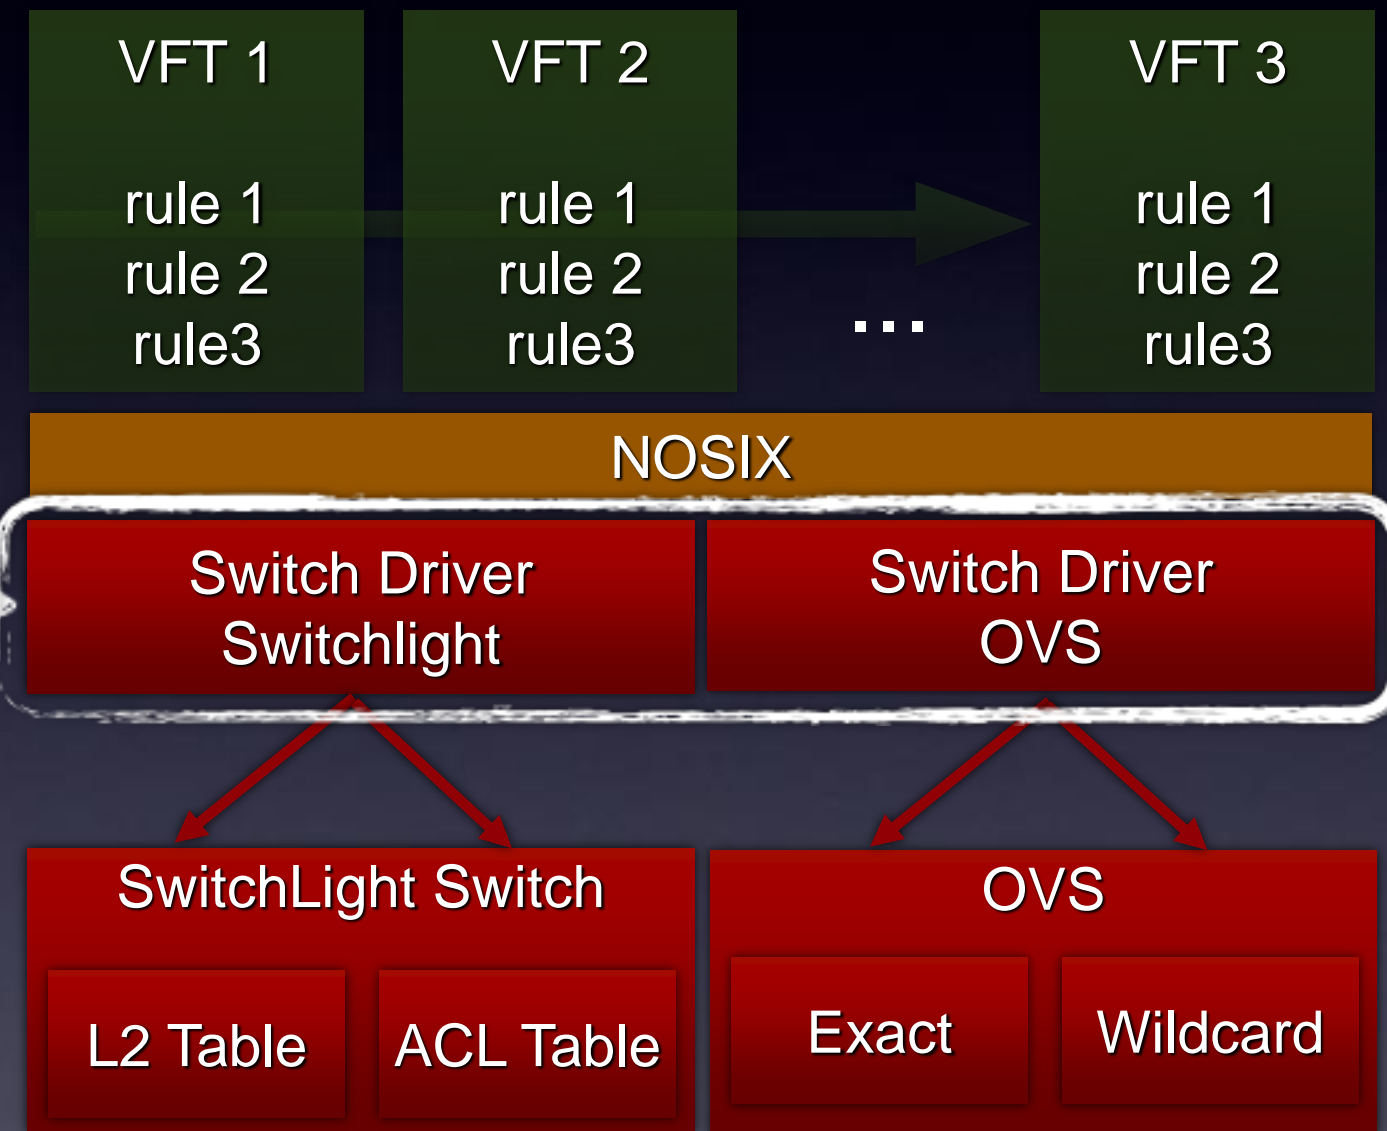 VFT 1
rule 1
rule 2
rule3
VFT 2
rule 1
rule 2
rule3
...
VFT 3
rule 1
rule 2
rule3
NOSIX
Switch Driver
Switchlight
Switch Driver
OVS
SwitchLight Switch
L2 Table
ACL Table
OVS
Exact
Wildcard